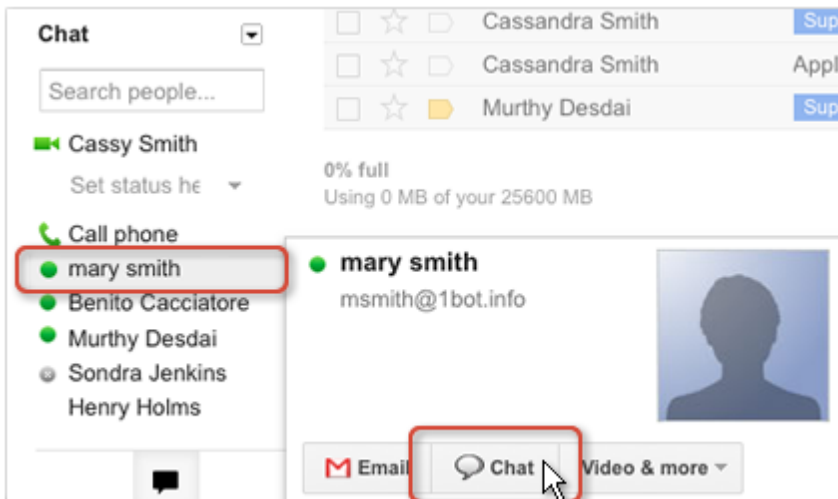 Chat
Search people...
Cassy Smith
Set status he
Call phone
mary smith
Benito Cacciatore
Murthy Desdai
Sondra Jenkins
Henry Holms
Cassandra Smith Sup
Cassandra Smith Appl
Murthy Desdai Sup
0% full
Using 0 MB of your 25600 MB
mary smith
msmith@1bot.info
Email Chat Video & more